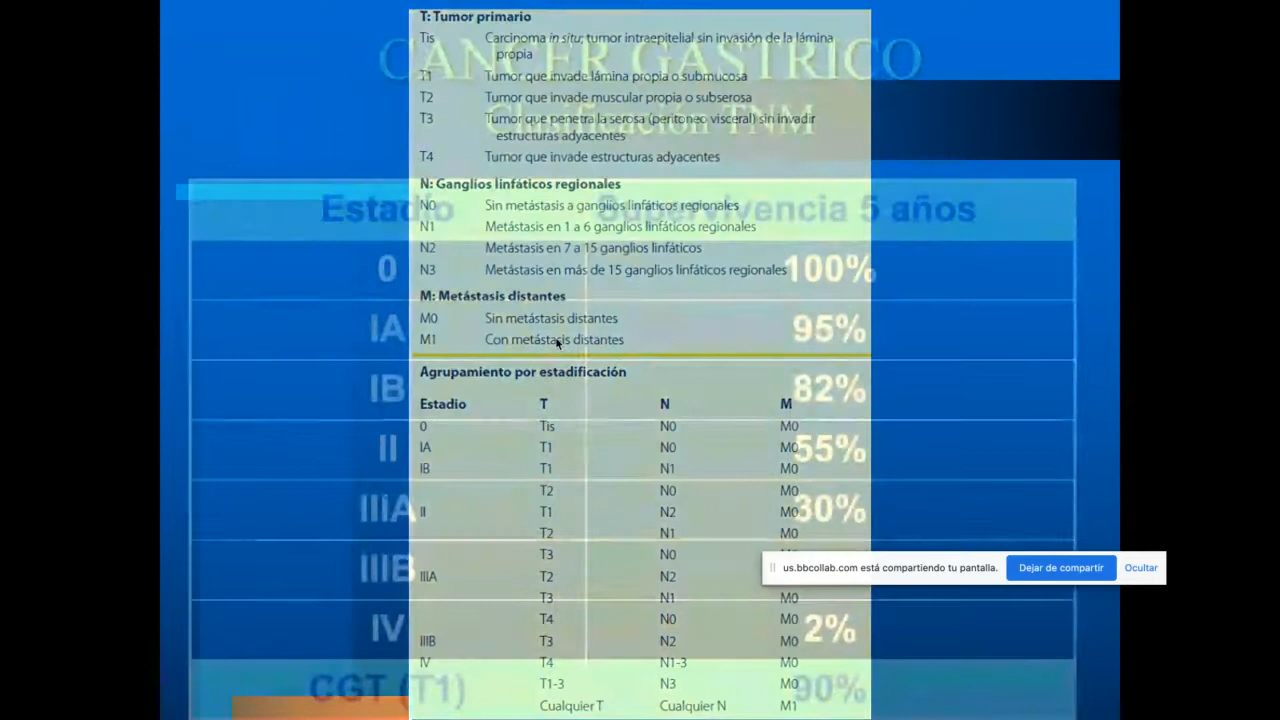 CANCER GASTRICO
Clasificación TNM
Estadío Supervivencia 5 años
0 100%
IA 95%
IB 82%
II 55%
IIIA 30%
IIIB
IV 2%
CGT (T1) 90%
T: Tumor primario
Tis Carcinoma in situ; tumor intraepitelial sin invasión de la lámina
propia
T1 Tumor que invade lámina propia o submucosa
T2 Tumor que invade muscular propia o subserosa
T3 Tumor que penetra la serosa (peritoneo visceral) sin invadir
estructuras adyacentes
T4 Tumor que invade estructuras adyacentes
N: Ganglios linfáticos regionales
N0 Sin metástasis a ganglios linfáticos regionales
N1 Metástasis en 1 a 6 ganglios linfáticos regionales
N2 Metástasis en 7 a 15 ganglios linfáticos
N3 Metástasis en más de 15 ganglios linfáticos regionales
M: Metástasis distantes
M0 Sin metástasis distantes
M1 Con metástasis distantes
Agrupamiento por estadificación
Estadio T N M
0 Tis N0 M0
IA T1 N0 M0
IB T1 N1 M0
T2 N0 M0
II T1 N2 M0
T2 N1 M0
T3 N0
IIIA T2 N2
T3 N1 M0
T4 N0 M0
IIIB T3 N2 M0
IV T4 N1-3 M0
T1-3 N3 M0
Cualquier T Cualquier N M1
us.bbcollab.com está compartiendo tu pantalla. Dejar de compartir Ocultar